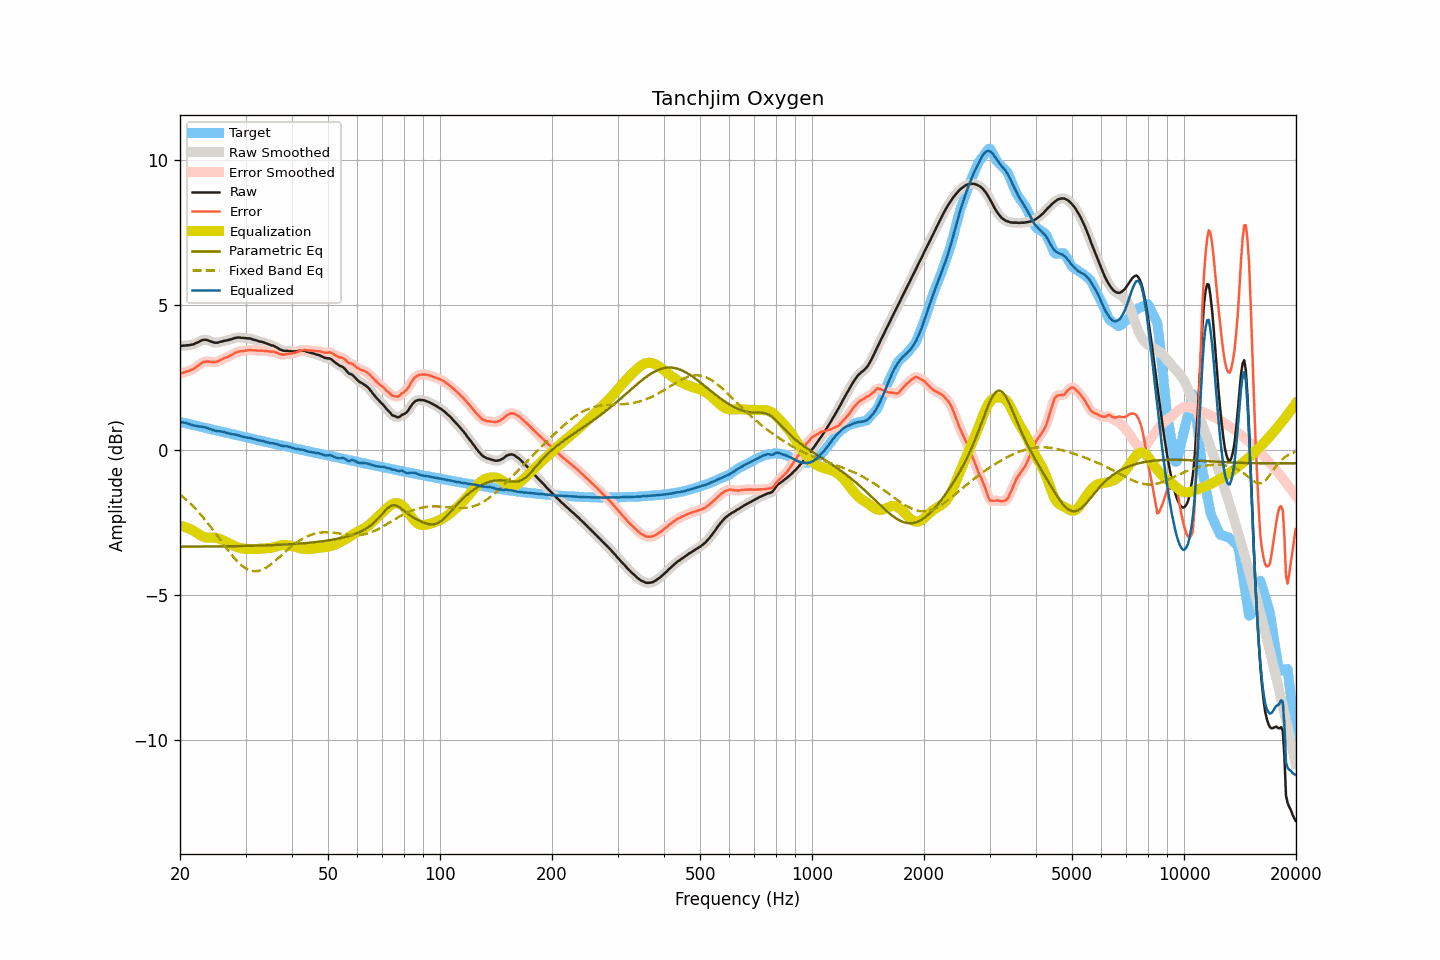 Tanchjim Oxygen
Target
Raw Smoothed
Error Smoothed
Raw
Error
Equalization
Parametric Eq
Fixed Band Eq
Equalized
10
5
0
−5
−10
Amplitude (dBr)
20 50 100 200 500 1000 2000 5000 10000 20000
Frequency (Hz)